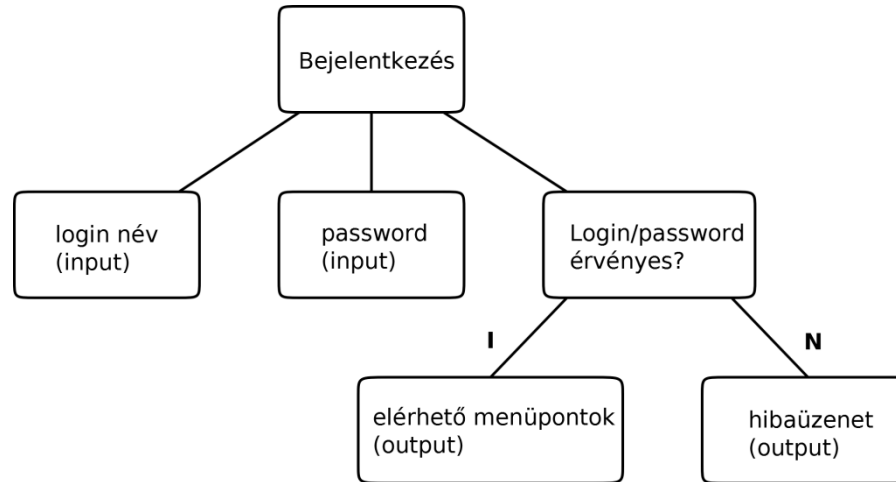 Bejelentkezés
login név
(input)
password
(input)
Login/password
érvényes?
I
N
elérhető menüpontok
(output)
hibaüzenet
(output)